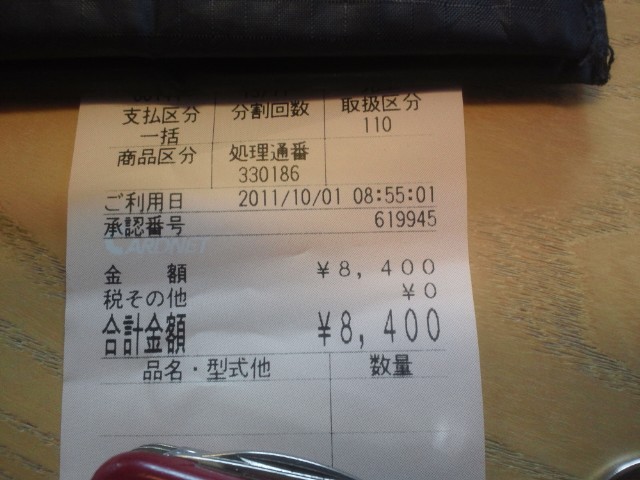 支払区分 分割回数 取扱区分
一括 110
商品区分 処理通番
330186
ご利用日 2011/10/01 08:55:01
承認番号 619945
CARDNET
金 額 ¥8,400
税その他 ¥0
合計金額 ¥8,400
品名・型式他 数量